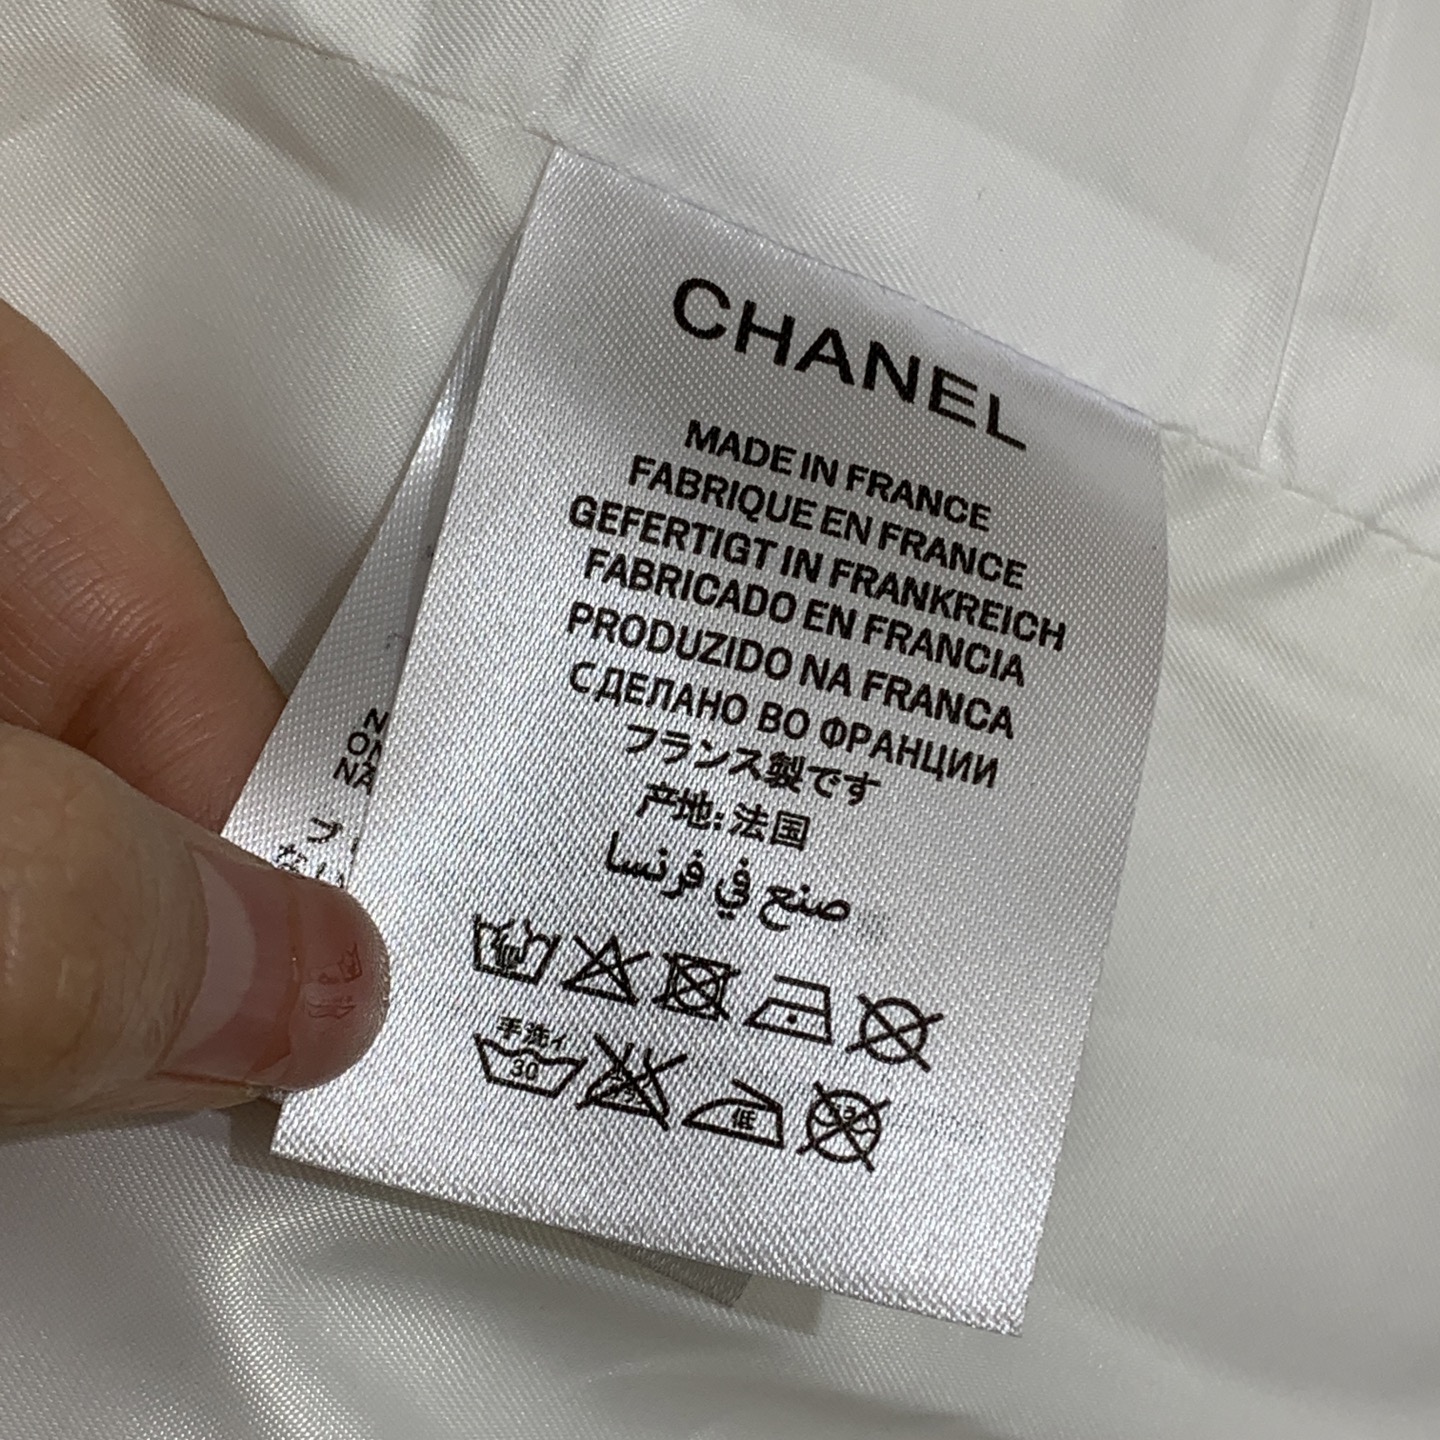 CHANEL
MADE IN FRANCE
FABRIQUE EN FRANCE
GEFERTIGT IN FRANKREICH
FABRICADO EN FRANCIA
PRODUZIDO NA FRANCA
СДЕЛАНО ВО ФРАНЦИИ
フランス製です
产地: 法国
صنع في فرنسا
手洗イ
30
低